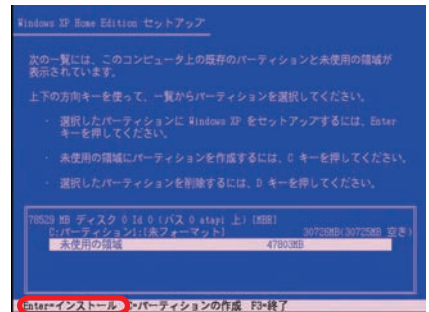 Windows XP Home Edition セットアップ
次の一覧には、このコンピュータ上の既存のパーティションと未使用の領域が
表示されています。
上下の方向キーを使って、一覧からパーティションを選択してください。
・ 選択したパーティションに Windows XP をセットアップするには、Enter
キーを押してください。
・ 未使用の領域にパーティションを作成するには、C キーを押してください。
・ 選択したパーティションを削除するには、D キーを押してください。
78529 MB ディスク 0 Id 0 (バス 0 atapi 上) [MBR]
C:パーティション1:[未フォーマット] 30726MB(30725MB 空き)
未使用の領域 47803MB
Enter=インストール C=パーティションの作成 F3=終了